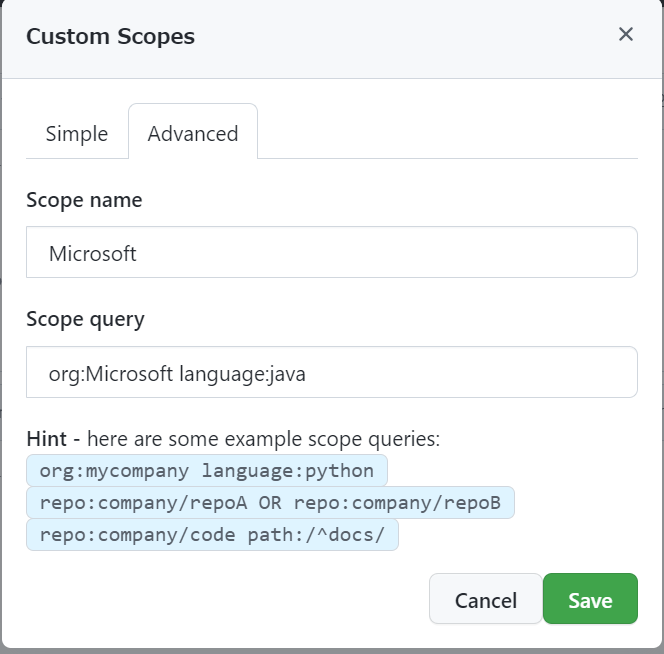 Custom Scopes
Simple
Advanced
Scope name
Microsoft
Scope query
org:Microsoft language:java
Hint - here are some example scope queries:
org:mycompany language:python
repo:company/repoA OR repo:company/repoB
repo:company/code path:/^docs/
Cancel
Save